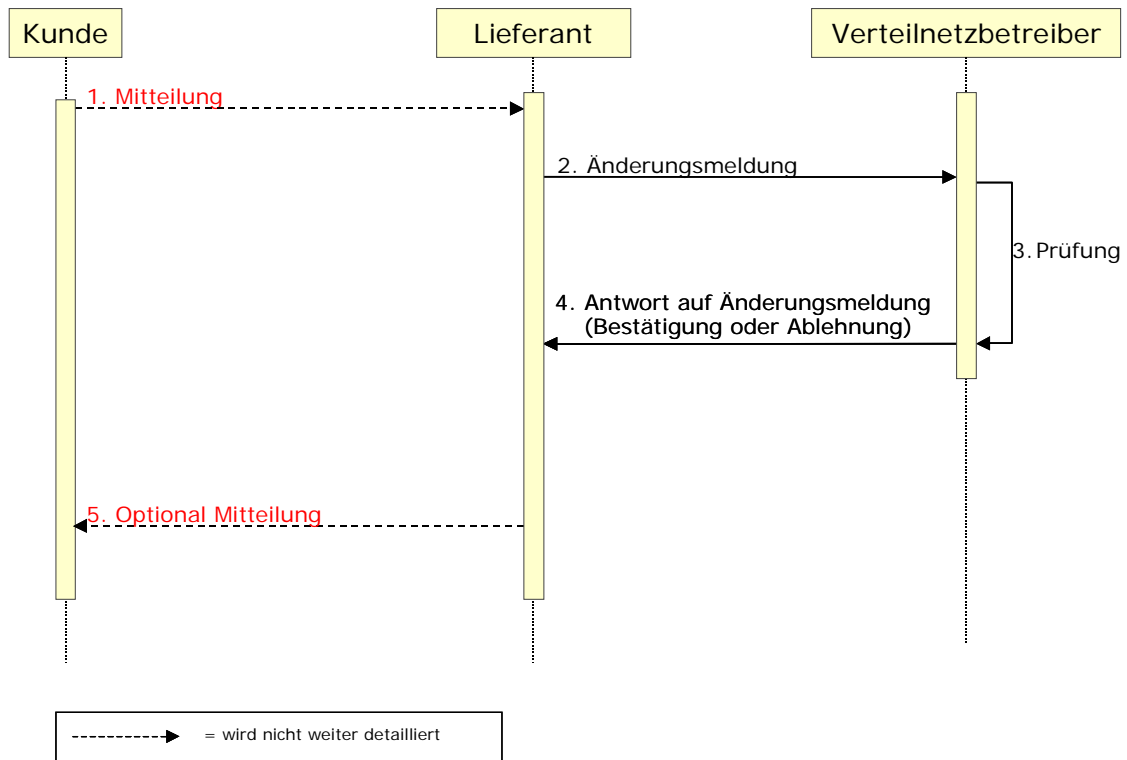 Kunde
Lieferant
Verteilnetzbetreiber
1. Mitteilung
2. Änderungsmeldung
3. Prüfung
4. Antwort auf Änderungsmeldung
(Bestätigung oder Ablehnung)
5. Optional Mitteilung
= wird nicht weiter detailliert